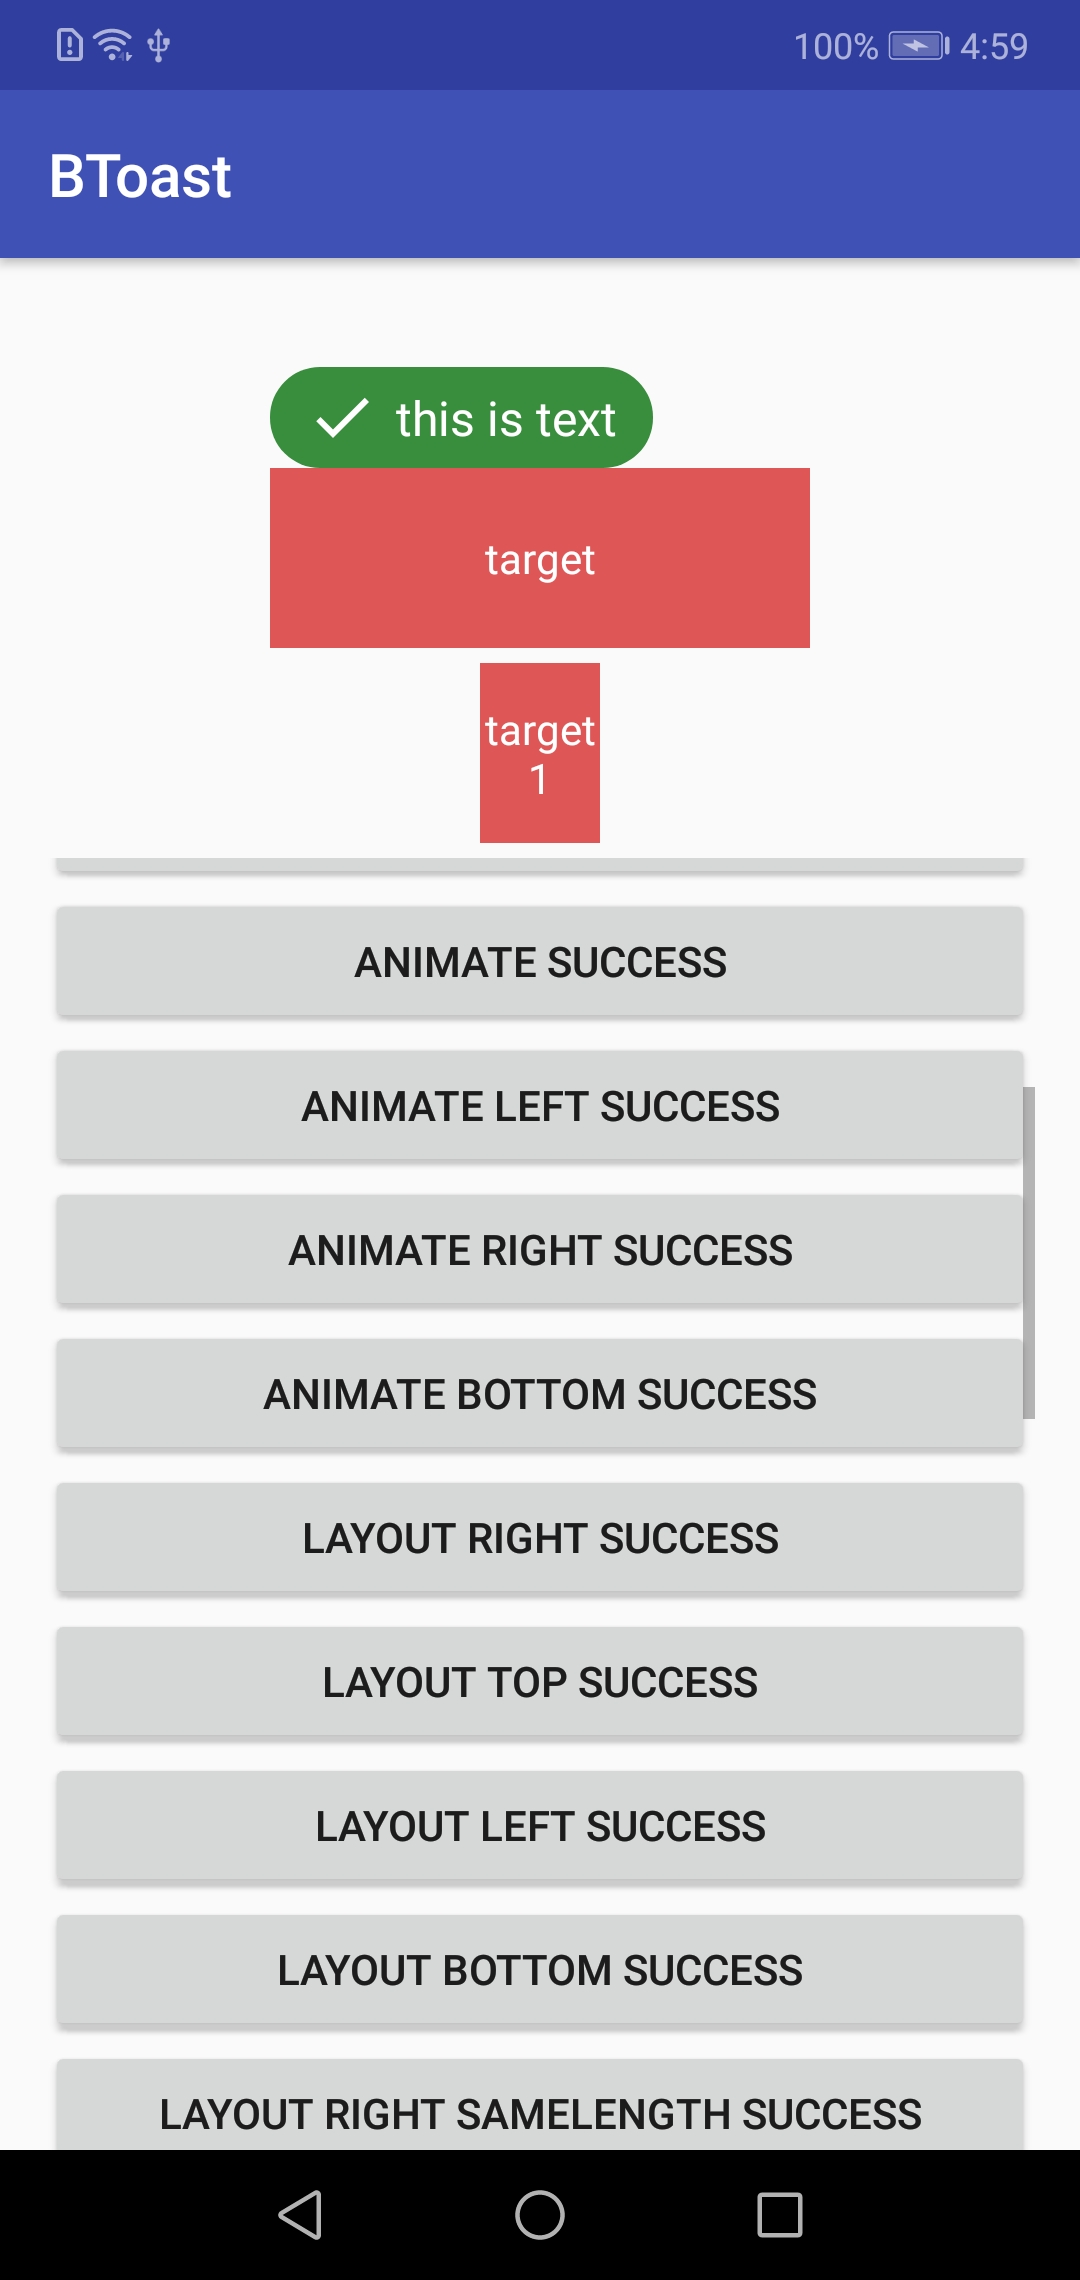 100% 4:59
BToast
this is text
target
target
1
ANIMATE SUCCESS
ANIMATE LEFT SUCCESS
ANIMATE RIGHT SUCCESS
ANIMATE BOTTOM SUCCESS
LAYOUT RIGHT SUCCESS
LAYOUT TOP SUCCESS
LAYOUT LEFT SUCCESS
LAYOUT BOTTOM SUCCESS
LAYOUT RIGHT SAMELENGTH SUCCESS